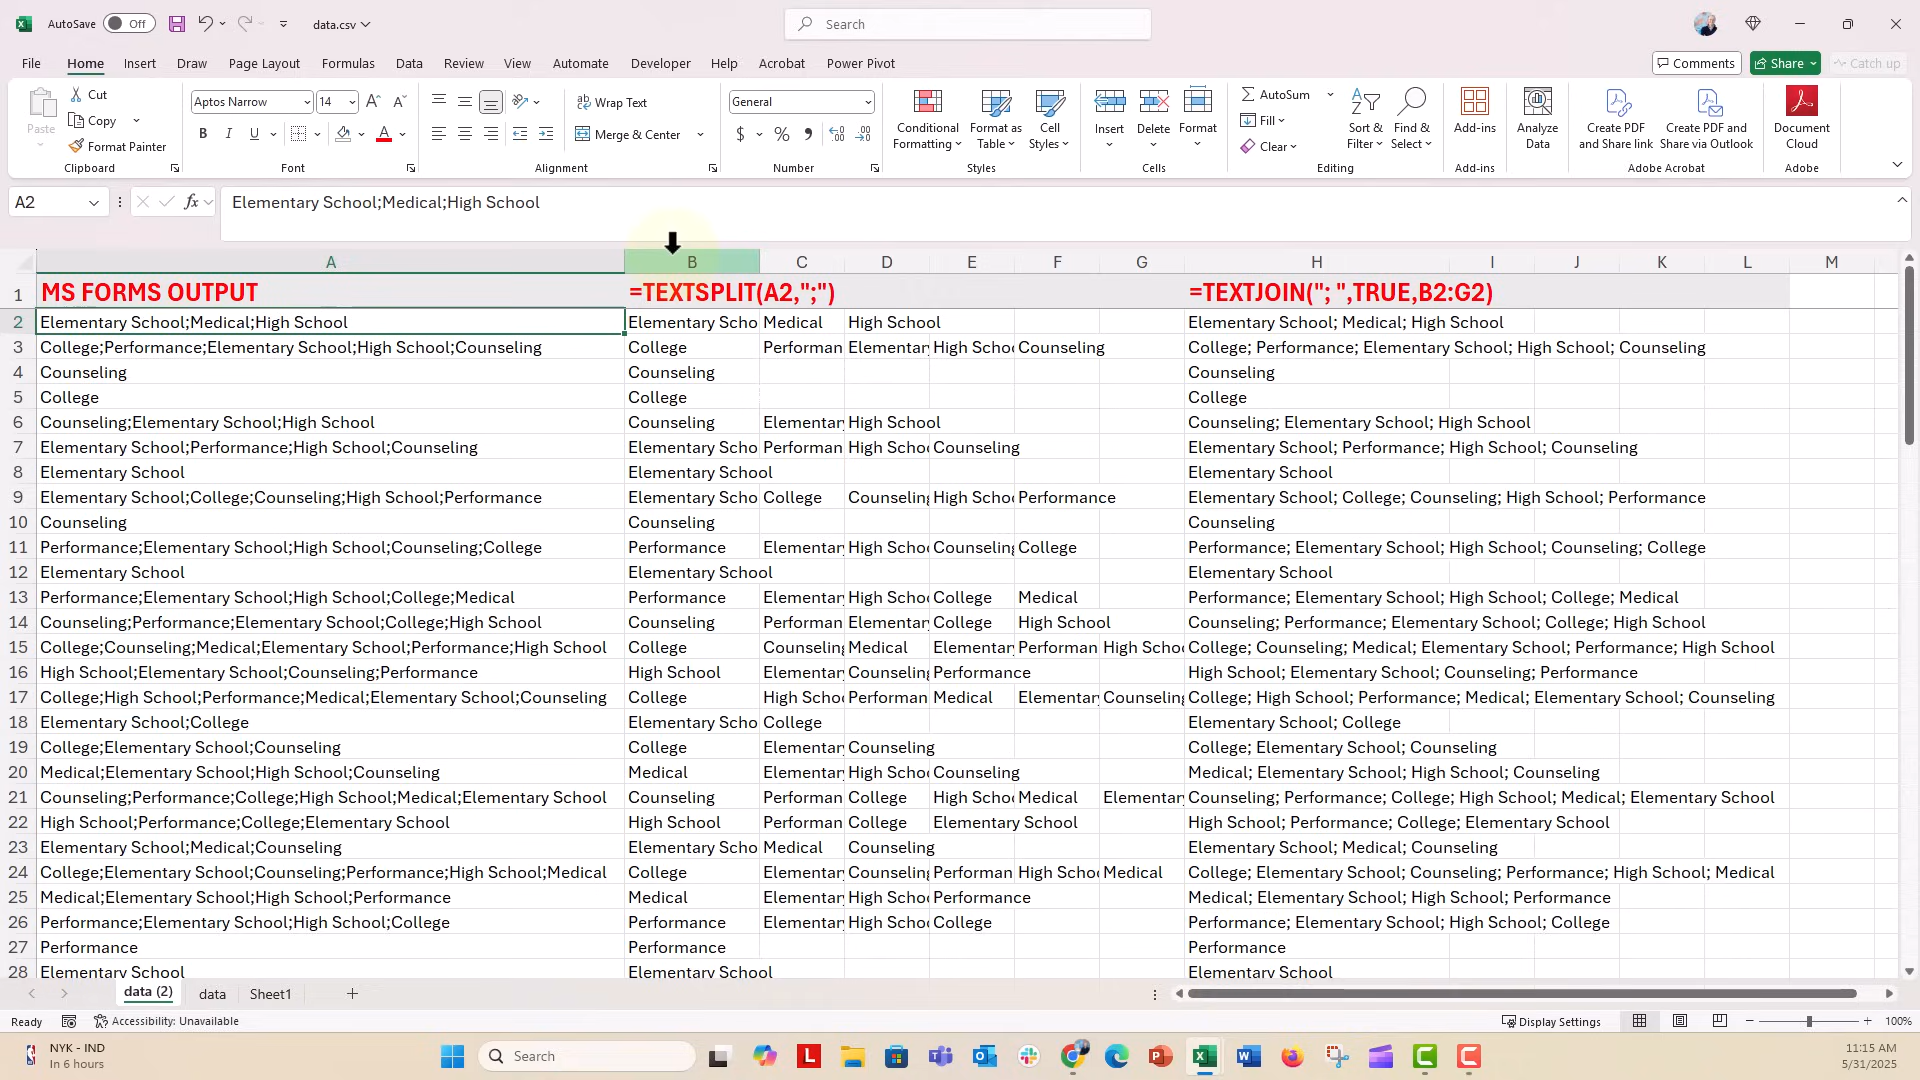 AutoSave Off data.csv Search
File Home Insert Draw Page Layout Formulas Data Review View Automate Developer Help Acrobat Power Pivot Comments Share Catch up
Paste Cut Copy Format Painter Clipboard
Aptos Narrow 14 B I U Font
Wrap Text Merge & Center Alignment
General $ % Number
Conditional Formatting Format as Table Cell Styles Styles
Insert Delete Format Cells
AutoSum Fill Clear Sort & Filter Find & Select Editing
Add-ins Add-ins
Analyze Data
Create PDF and Share link Create PDF and Share via Outlook Adobe Acrobat
Document Cloud Adobe
A2 fx Elementary School;Medical;High School
A B C D E F G H I J K L M
1 MS FORMS OUTPUT =TEXTSPLIT(A2,";") =TEXTJOIN("; ",TRUE,B2:G2)
2 Elementary School;Medical;High School Elementary Scho Medical High School Elementary School; Medical; High School
3 College;Performance;Elementary School;High School;Counseling College Performan Elementary High Schoo Counseling College; Performance; Elementary School; High School; Counseling
4 Counseling Counseling Counseling
5 College College College
6 Counseling;Elementary School;High School Counseling Elementary High School Counseling; Elementary School; High School
7 Elementary School;Performance;High School;Counseling Elementary Scho Performan High Schoo Counseling Elementary School; Performance; High School; Counseling
8 Elementary School Elementary School Elementary School
9 Elementary School;College;Counseling;High School;Performance Elementary Scho College Counseling High Schoo Performance Elementary School; College; Counseling; High School; Performance
10 Counseling Counseling Counseling
11 Performance;Elementary School;High School;Counseling;College Performance Elementary High Schoo Counseling College Performance; Elementary School; High School; Counseling; College
12 Elementary School Elementary School Elementary School
13 Performance;Elementary School;High School;College;Medical Performance Elementary High Schoo College Medical Performance; Elementary School; High School; College; Medical
14 Counseling;Performance;Elementary School;College;High School Counseling Performan Elementary College High School Counseling; Performance; Elementary School; College; High School
15 College;Counseling;Medical;Elementary School;Performance;High School College Counseling Medical Elementary Performan High Schoo College; Counseling; Medical; Elementary School; Performance; High School
16 High School;Elementary School;Counseling;Performance High School Elementary Counseling Performance High School; Elementary School; Counseling; Performance
17 College;High School;Performance;Medical;Elementary School;Counseling College High Schoo Performan Medical Elementary Counseling College; High School; Performance; Medical; Elementary School; Counseling
18 Elementary School;College Elementary Scho College Elementary School; College
19 College;Elementary School;Counseling College Elementary Counseling College; Elementary School; Counseling
20 Medical;Elementary School;High School;Counseling Medical Elementary High Schoo Counseling Medical; Elementary School; High School; Counseling
21 Counseling;Performance;College;High School;Medical;Elementary School Counseling Performan College High Schoo Medical Elementary Counseling; Performance; College; High School; Medical; Elementary School
22 High School;Performance;College;Elementary School High School Performan College Elementary School High School; Performance; College; Elementary School
23 Elementary School;Medical;Counseling Elementary Scho Medical Counseling Elementary School; Medical; Counseling
24 College;Elementary School;Counseling;Performance;High School;Medical College Elementary Counseling Performan High Schoo Medical College; Elementary School; Counseling; Performance; High School; Medical
25 Medical;Elementary School;High School;Performance Medical Elementary High Schoo Performance Medical; Elementary School; High School; Performance
26 Performance;Elementary School;High School;College Performance Elementary High Schoo College Performance; Elementary School; High School; College
27 Performance Performance Performance
28 Elementary School Elementary School Elementary School
data (2) data Sheet1
Ready Accessibility: Unavailable Display Settings 100%
NYK - IND
In 6 hours
Search
11:15 AM
5/31/2025